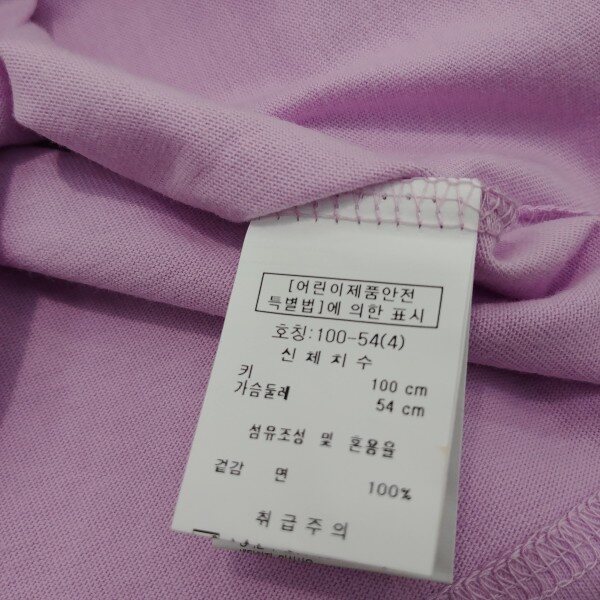 [어린이제품안전
특별법]에 의한 표시
호칭:100-54(4)
신체치수
키 100 cm
가슴둘레 54 cm
섬유조성 및 혼용율
겉감 면 100%
취급주의